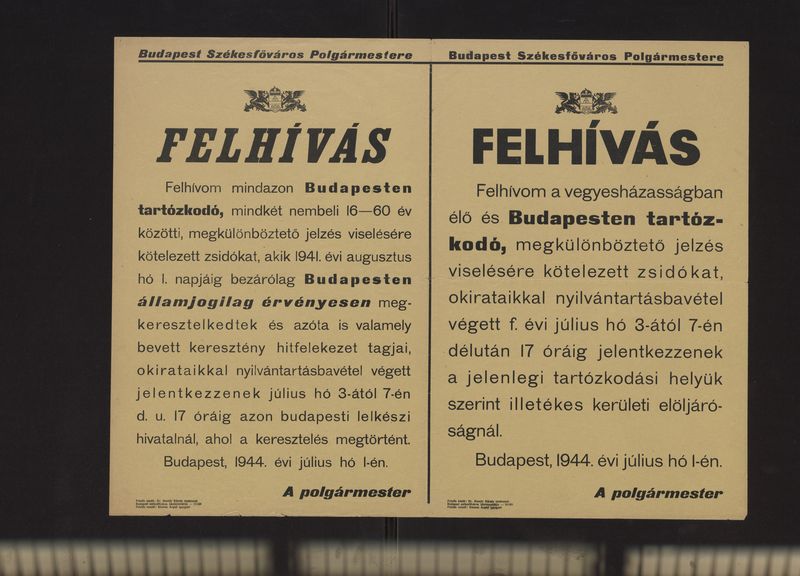 Budapest Székesfőváros Polgármestere
FELHÍVÁS
Felhívom mindazon Budapesten
tartózkodó, mindkét nembeli 16—60 év
közötti, megkülönböztető jelzés viselésére
kötelezett zsidókat, akik 1941. évi augusztus
hó 1. napjáig bezárólag Budapesten
államjogilag érvényesen meg-
keresztelkedtek és azóta is valamely
bevett keresztény hitfelekezet tagjai,
okirataikkal nyilvántartásbavétel végett
jelentkezzenek július hó 3-ától 7-én
d. u. 17 óráig azon budapesti lelkészi
hivatalnál, ahol a keresztelés megtörtént.
Budapest, 1944. évi július hó 1-én.
A polgármester
Budapest Székesfőváros Polgármestere
FELHÍVÁS
Felhívom a vegyesházasságban
élő és Budapesten tartóz-
kodó, megkülönböztető jelzés
viselésére kötelezett zsidókat,
okirataikkal nyilvántartásbavétel
végett f. évi július hó 3-ától 7-én
délután 17 óráig jelentkezzenek
a jelenlegi tartózkodási helyük
szerint illetékes kerületi elöljáró-
ságnál.
Budapest, 1944. évi július hó 1-én.
A polgármester